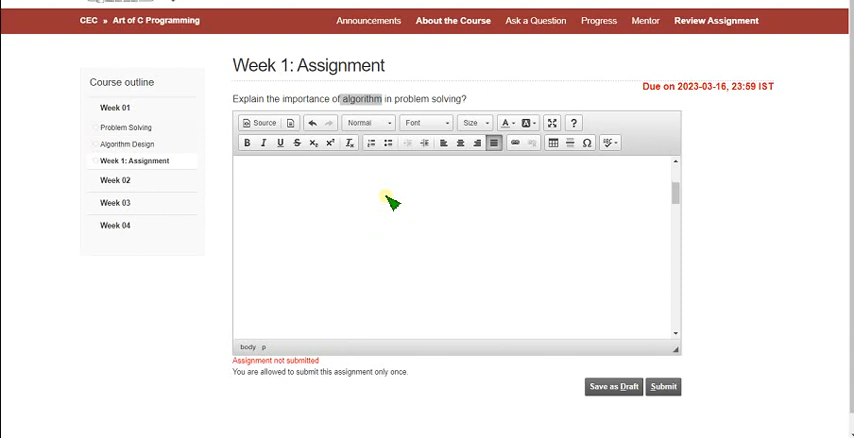 CEC » Art of C Programming
Announcements About the Course Ask a Question Progress Mentor Review Assignment
Course outline
Week 01
Problem Solving
Algorithm Design
Week 1: Assignment
Week 02
Week 03
Week 04
Week 1: Assignment
Due on 2023-03-16, 23:59 IST
Explain the importance of algorithm in problem solving?
Source Normal Font Size A A ?
B I U S x₂ x² Tx Ω
body p
Assignment not submitted
You are allowed to submit this assignment only once.
Save as Draft Submit